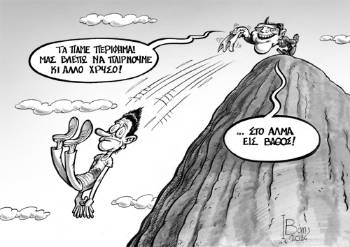 ΤΑ ΠΑΜΕ ΠΕΡΙΦΗΜΑ!
ΜΑΣ ΒΛΕΠΩ ΝΑ ΠΑΙΡΝΟΥΜΕ
ΚΙ ΑΛΛΟ ΧΡΥΣΟ!
... ΣΤΟ ΑΛΜΑ
ΕΙΣ ΒΑΘΟΣ!